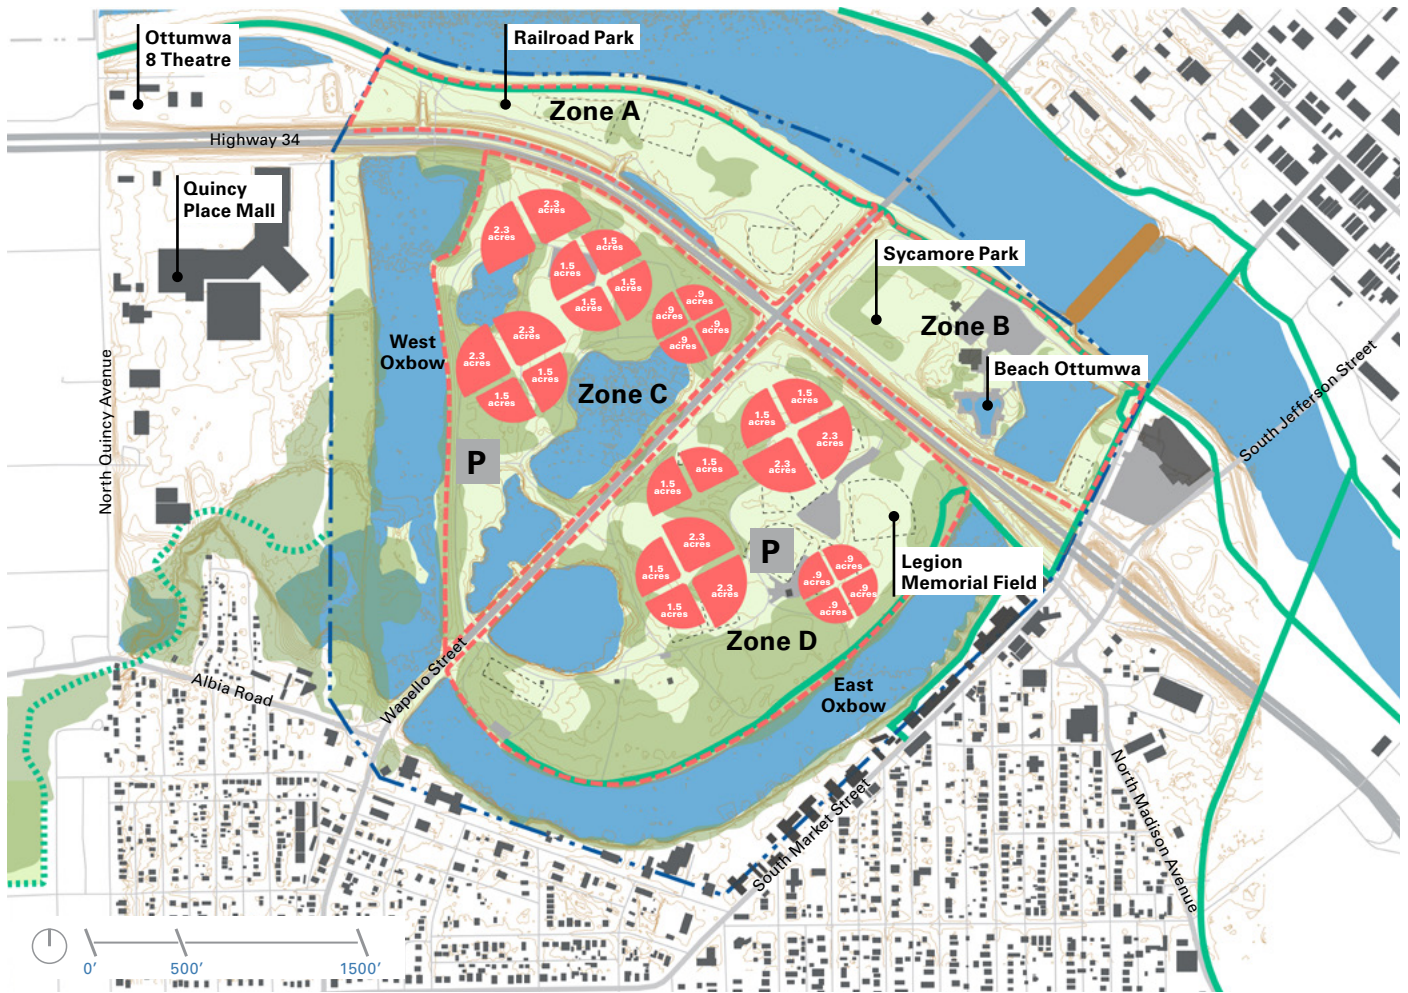 Ottumwa
8 Theatre
Railroad Park
Zone A
Highway 34
Quincy
Place Mall
2.3
acres
2.3
acres
1.5
acres
1.5
acres
1.5
acres
1.5
acres
.9
acres
.9
acres
.9
acres
.9
acres
Sycamore Park
Zone B
Beach Ottumwa
West
Oxbow
2.3
acres
2.3
acres
1.5
acres
1.5
acres
Zone C
P
North Quincy Avenue
South Jefferson Street
1.5
acres
1.5
acres
2.3
acres
2.3
acres
1.5
acres
1.5
acres
2.3
acres
1.5
acres
2.3
acres
1.5
acres
P
.9
acres
.9
acres
.9
acres
.9
acres
Legion
Memorial Field
Zone D
East
Oxbow
Wapello Street
Albia Road
South Market Street
North Madison Avenue
0'
500'
1500'